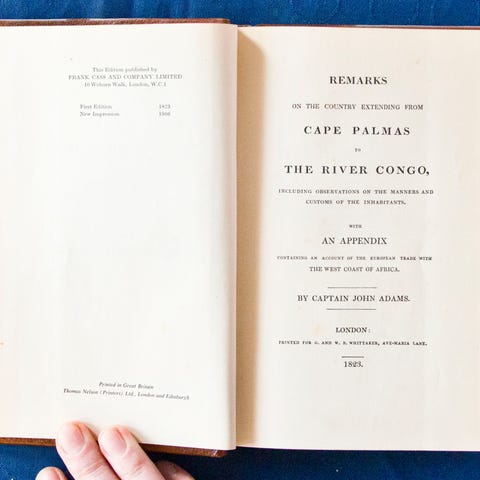 This Edition published by
FRANK CASS AND COMPANY LIMITED
10 Woburn Walk, London, W.C.1
First Edition 1823
New Impression 1966
Printed in Great Britain
Thomas Nelson (Printers) Ltd., London and Edinburgh
REMARKS
ON THE COUNTRY EXTENDING FROM
CAPE PALMAS
TO
THE RIVER CONGO,
INCLUDING OBSERVATIONS ON THE MANNERS AND
CUSTOMS OF THE INHABITANTS.
WITH
AN APPENDIX
CONTAINING AN ACCOUNT OF THE EUROPEAN TRADE WITH
THE WEST COAST OF AFRICA.
BY CAPTAIN JOHN ADAMS.
LONDON:
PRINTED FOR G. AND W. B. WHITTAKER, AVE-MARIA LANE.
1823.